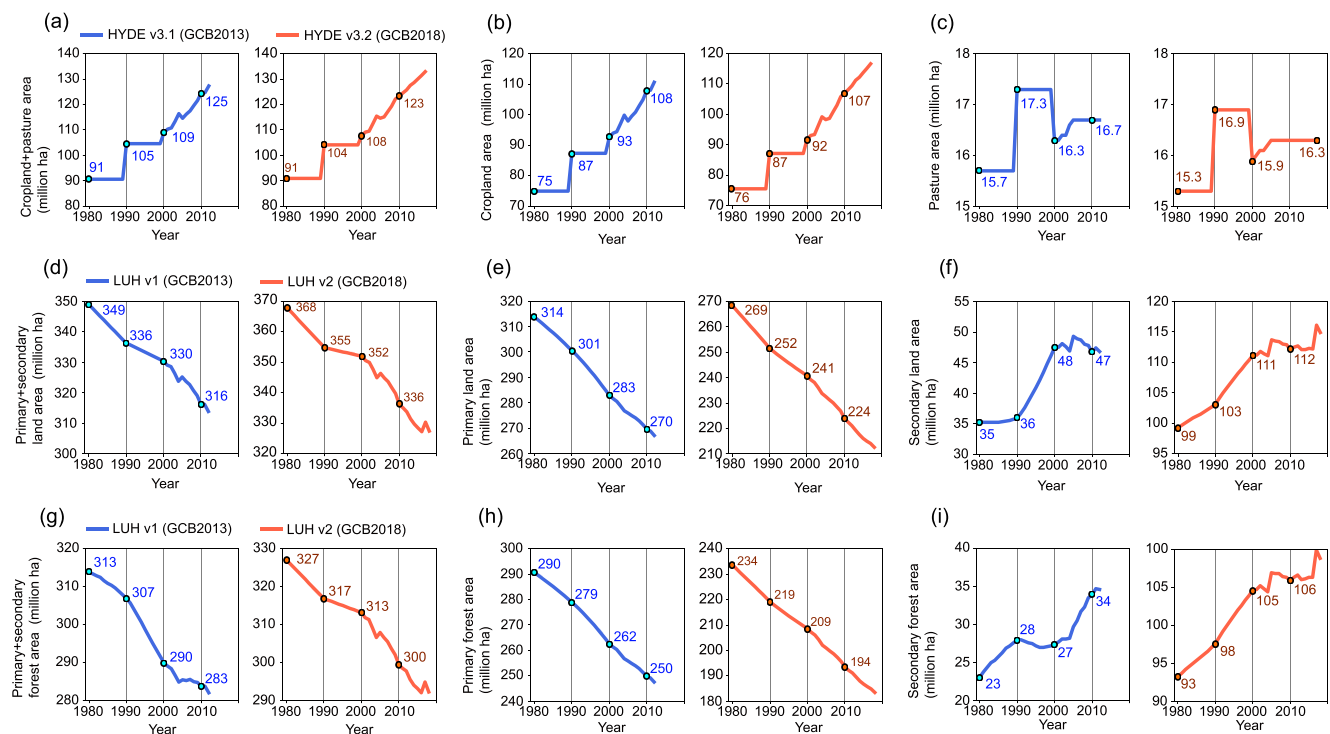 (a)
HYDE v3.1 (GCB2013)
HYDE v3.2 (GCB2018)
Cropland+pasture area
(million ha)
140
130
120
110
100
90
80
91
105
109
125
1980 1990 2000 2010
Year
140
130
120
110
100
90
80
91
104
108
123
1980 1990 2000 2010
Year
(b)
Cropland area (million ha)
120
110
100
90
80
70
75
87
93
108
1980 1990 2000 2010
Year
120
110
100
90
80
70
76
87
92
107
1980 1990 2000 2010
Year
(c)
Pasture area (million ha)
18
17
16
15
15.7
17.3
16.3
16.7
1980 1990 2000 2010
Year
18
17
16
15
15.3
16.9
15.9
16.3
1980 1990 2000 2010
Year
(d)
LUH v1 (GCB2013)
LUH v2 (GCB2018)
Primary+secondary
land area (million ha)
350
340
330
320
310
300
349
336
330
316
1980 1990 2000 2010
Year
370
360
350
340
330
320
368
355
352
336
1980 1990 2000 2010
Year
(e)
Primary land area
(million ha)
320
310
300
290
280
270
260
314
301
283
270
1980 1990 2000 2010
Year
270
260
250
240
230
220
210
269
252
241
224
1980 1990 2000 2010
Year
(f)
Secondary land area
(million ha)
55
50
45
40
35
30
35
36
48
47
1980 1990 2000 2010
Year
120
115
110
105
100
95
99
103
111
112
1980 1990 2000 2010
Year
(g)
LUH v1 (GCB2013)
LUH v2 (GCB2018)
Primary+secondary
forest area (million ha)
320
310
300
290
280
313
307
290
283
1980 1990 2000 2010
Year
330
320
310
300
290
327
317
313
300
1980 1990 2000 2010
Year
(h)
Primary forest area
(million ha)
300
290
280
270
260
250
240
290
279
262
250
1980 1990 2000 2010
Year
240
230
220
210
200
190
180
234
219
209
194
1980 1990 2000 2010
Year
(i)
Secondary forest area
(million ha)
40
35
30
25
20
23
28
27
34
1980 1990 2000 2010
Year
100
105
100
95
90
93
98
105
106
1980 1990 2000 2010
Year